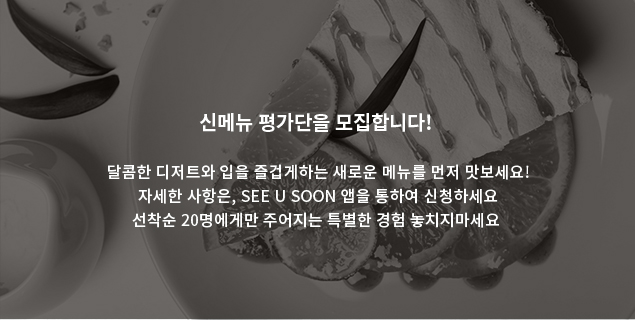 신메뉴 평가단을 모집합니다!
달콤한 디저트와 입을 즐겁게하는 새로운 메뉴를 먼저 맛보세요!
자세한 사항은, SEE U SOON 앱을 통하여 신청하세요
선착순 20명에게만 주어지는 특별한 경험 놓치지마세요